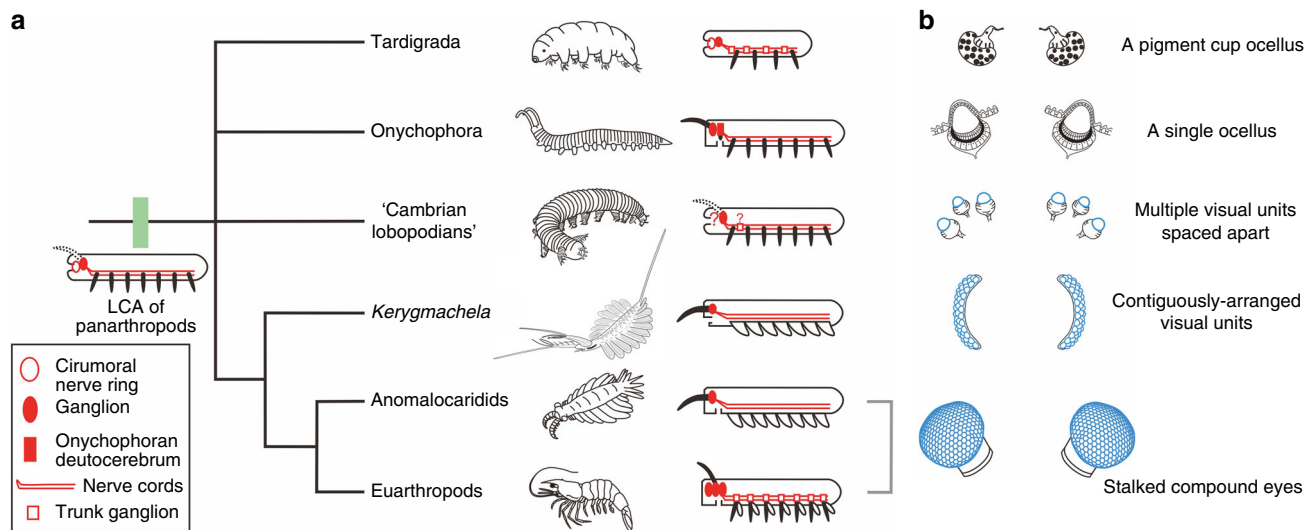 a
Tardigrada
Onychophora
‘Cambrian
lobopodians’
Kerygmachela
Anomalocaridids
Euarthropods
? ?
LCA of
panarthropods
Cirumoral
nerve ring
Ganglion
Onychophoran
deutocerebrum
Nerve cords
Trunk ganglion
b
A pigment cup ocellus
A single ocellus
Multiple visual units
spaced apart
Contiguously-arranged
visual units
Stalked compound eyes